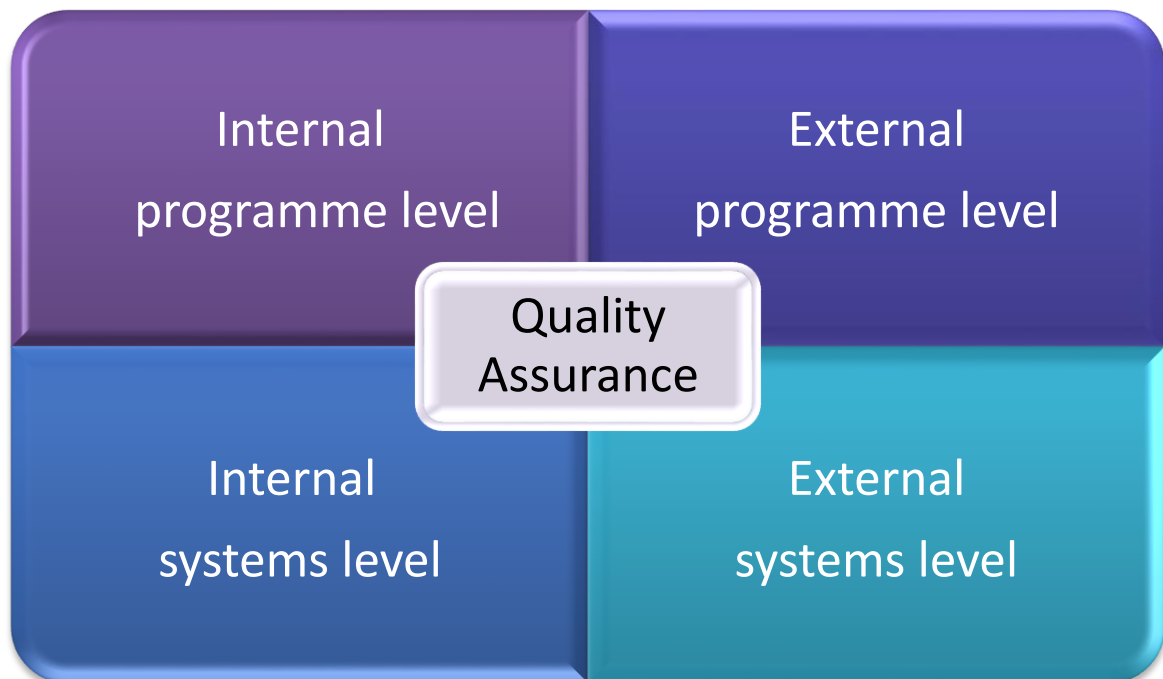 Internal
programme level
External
programme level
Quality
Assurance
Internal
systems level
External
systems level